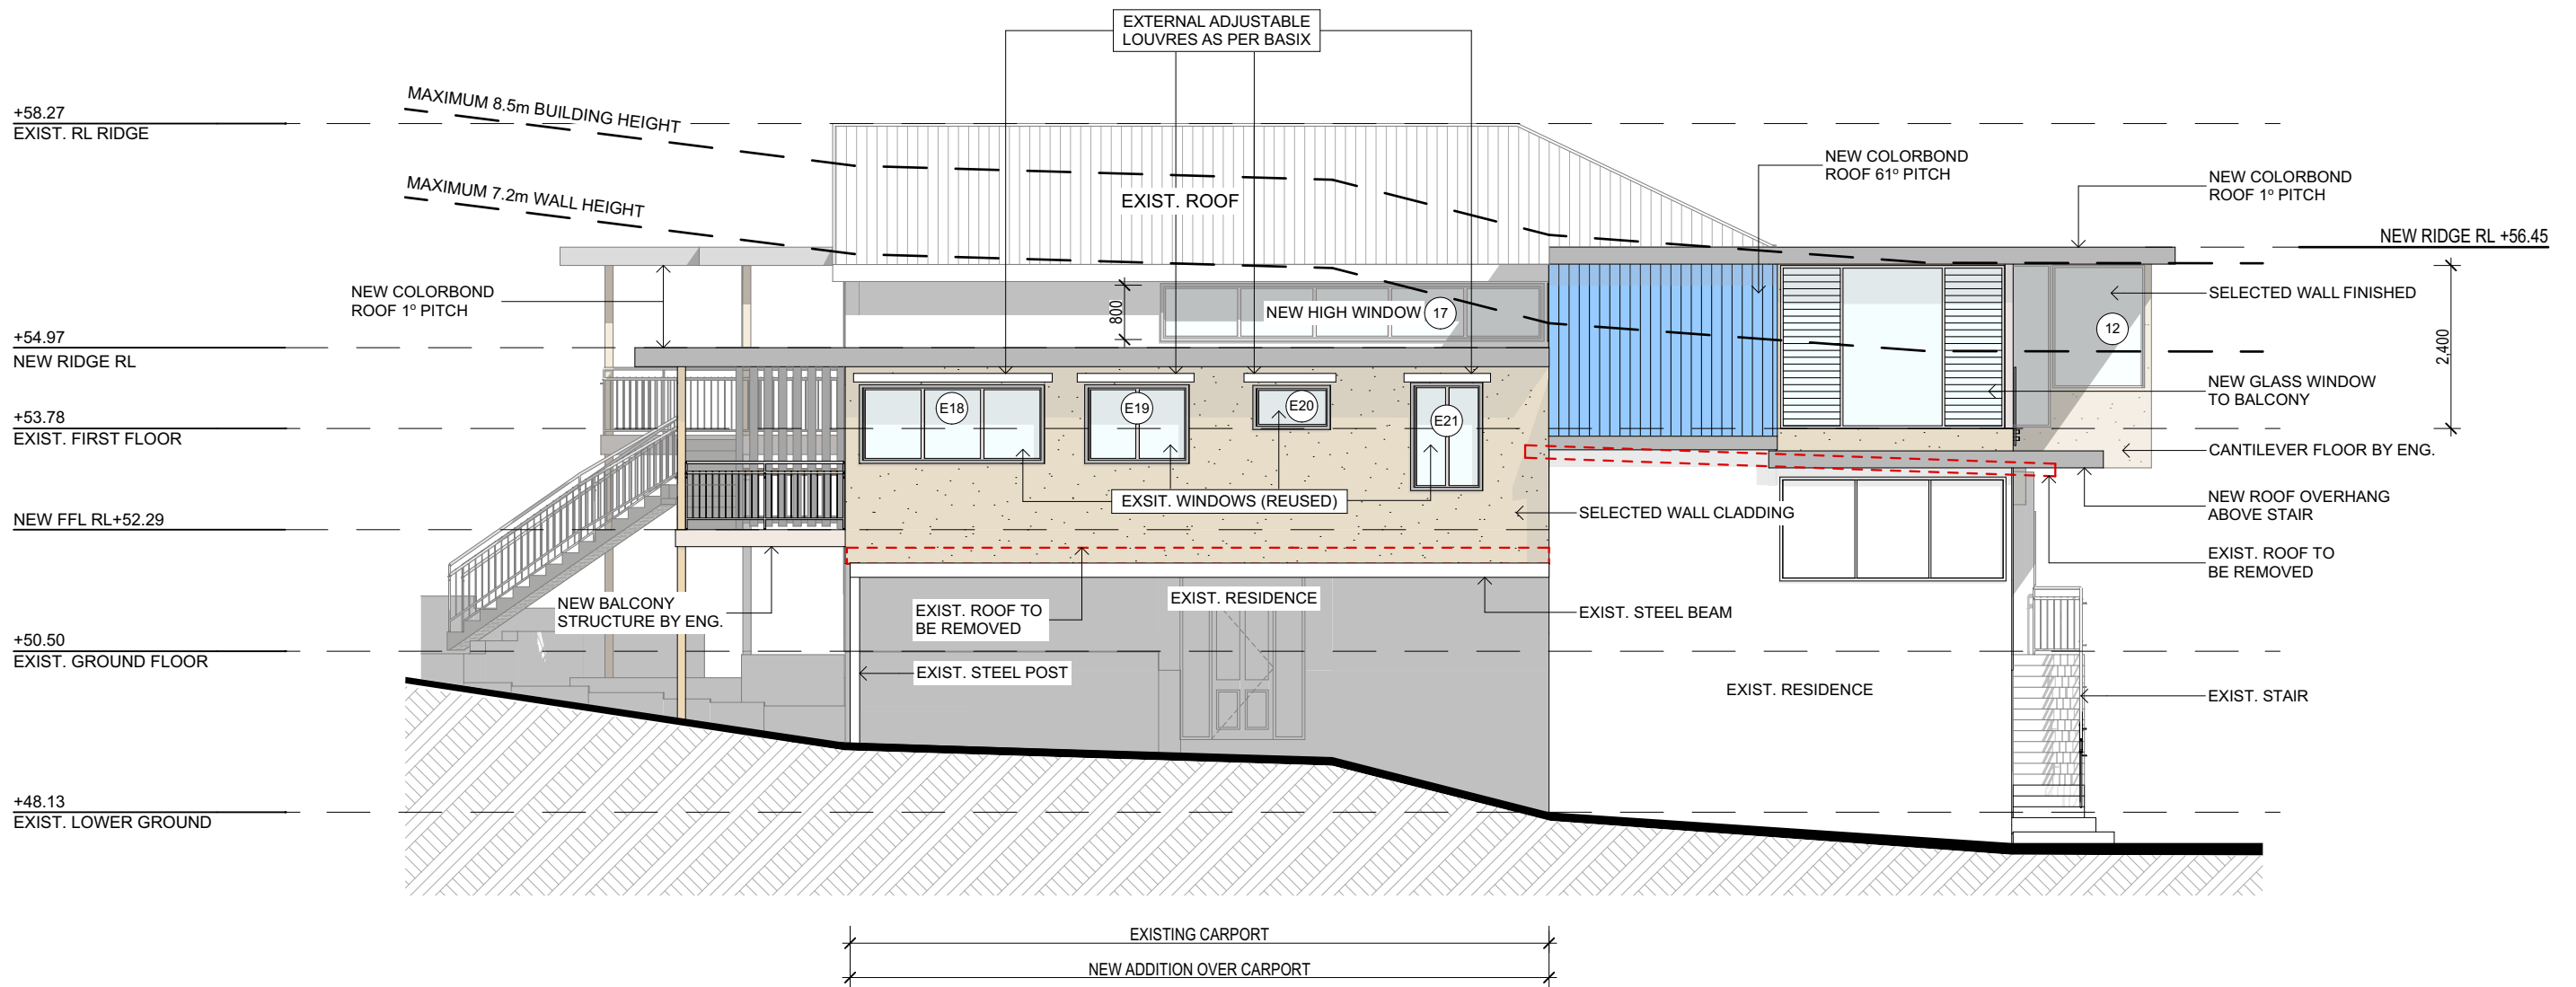 EXTERNAL ADJUSTABLE
LOUVRES AS PER BASIX
MAXIMUM 8.5m BUILDING HEIGHT
+58.27
EXIST. RL RIDGE
MAXIMUM 7.2m WALL HEIGHT
EXIST. ROOF
NEW COLORBOND
ROOF 61º PITCH
NEW COLORBOND
ROOF 1º PITCH
NEW RIDGE RL +56.45
NEW COLORBOND
ROOF 1º PITCH
800
NEW HIGH WINDOW
17
SELECTED WALL FINISHED
12
2,400
+54.97
NEW RIDGE RL
E18
E19
E20
E21
NEW GLASS WINDOW
TO BALCONY
+53.78
EXIST. FIRST FLOOR
CANTILEVER FLOOR BY ENG.
EXSIT. WINDOWS (REUSED)
SELECTED WALL CLADDING
NEW ROOF OVERHANG
ABOVE STAIR
NEW FFL RL+52.29
EXIST. ROOF TO
BE REMOVED
NEW BALCONY
STRUCTURE BY ENG.
EXIST. ROOF TO
BE REMOVED
EXIST. RESIDENCE
EXIST. STEEL BEAM
+50.50
EXIST. GROUND FLOOR
EXIST. STEEL POST
EXIST. RESIDENCE
EXIST. STAIR
+48.13
EXIST. LOWER GROUND
EXISTING CARPORT
NEW ADDITION OVER CARPORT